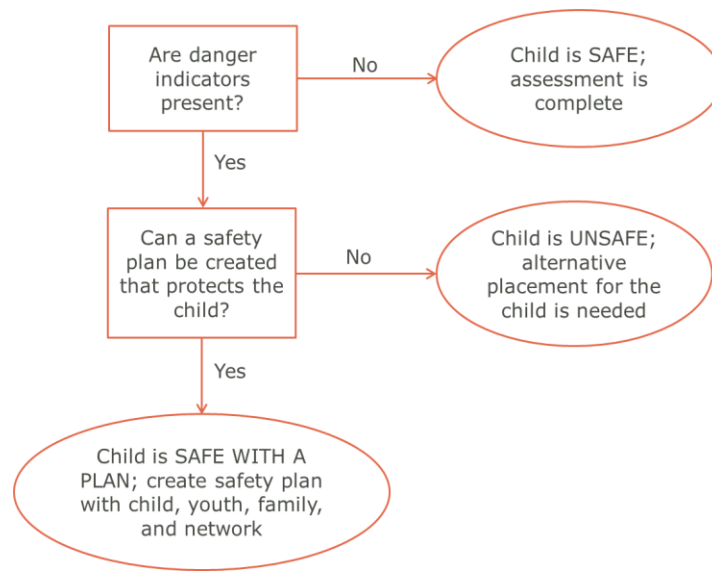 Are danger
indicators
present?
No
Child is SAFE;
assessment is
complete
Yes
Can a safety
plan be created
that protects the
child?
No
Child is UNSAFE;
alternative
placement for the
child is needed
Yes
Child is SAFE WITH A
PLAN; create safety plan
with child, youth, family,
and network